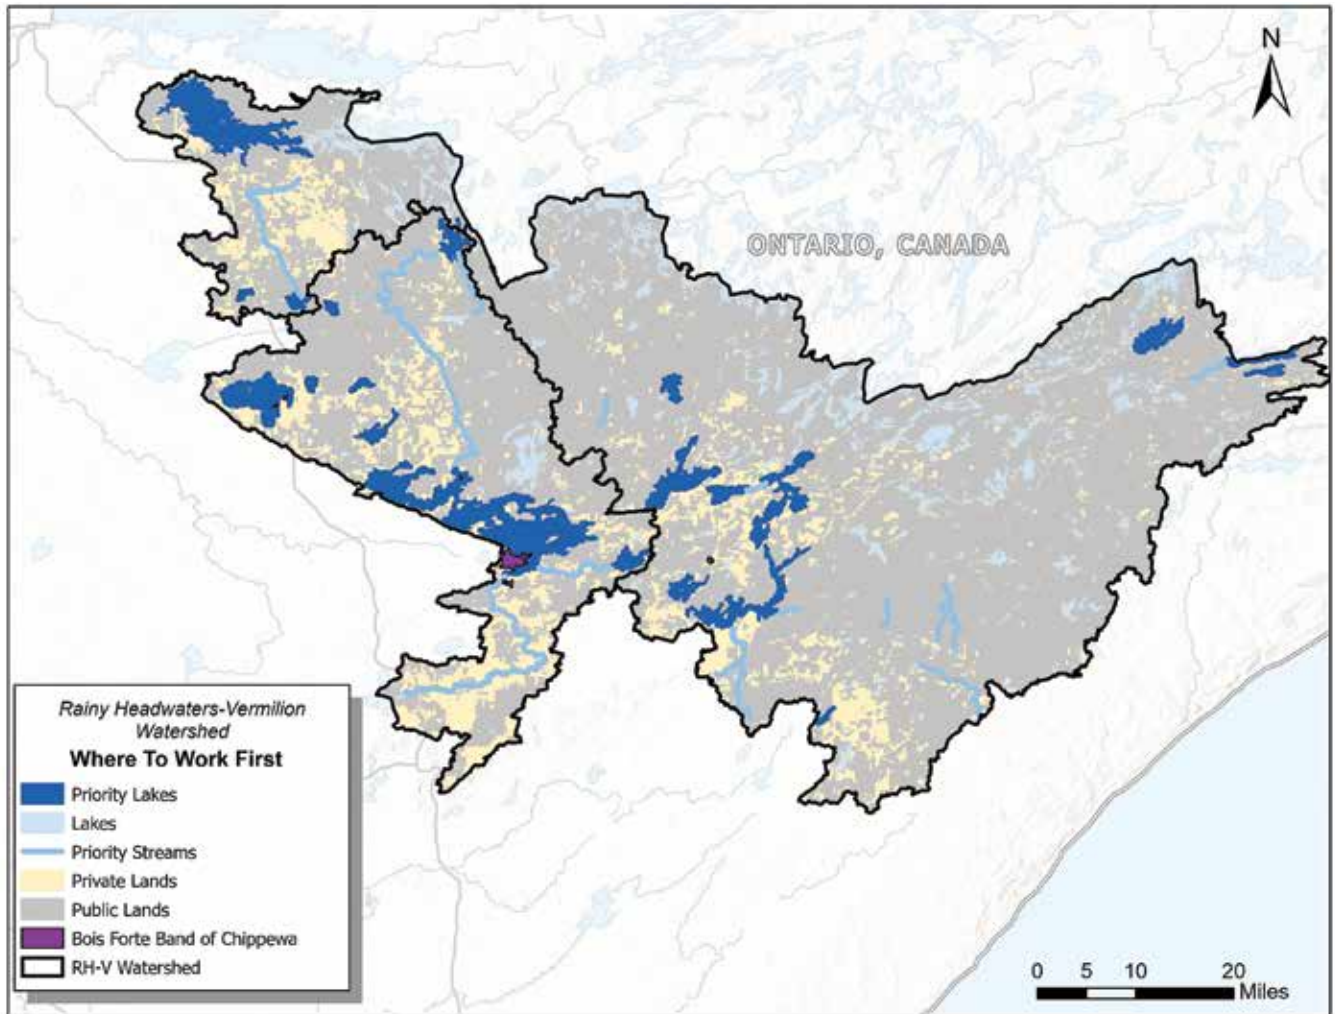 N
ONTARIO, CANADA
Rainy Headwaters-Vermilion
Watershed
Where To Work First
Priority Lakes
Lakes
Priority Streams
Private Lands
Public Lands
Bois Forte Band of Chippewa
RH-V Watershed
0 5 10 20
Miles